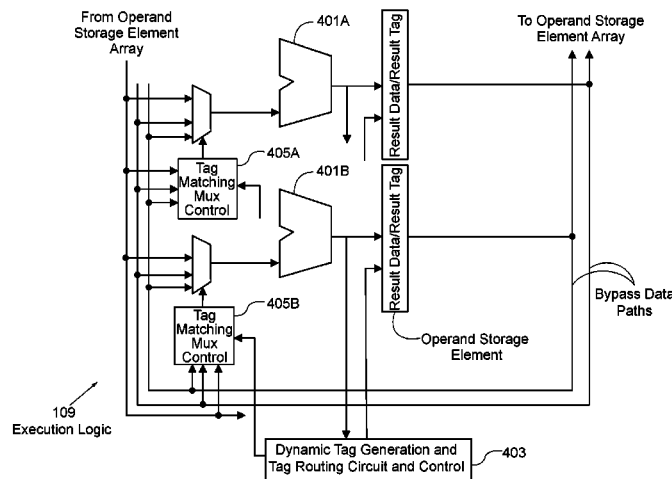 From Operand
Storage Element
Array
401A
Result Data/Result Tag
To Operand Storage
Element Array
405A
Tag
Matching
Mux
Control
401B
Result Data/Result Tag
405B
Tag
Matching
Mux
Control
Bypass Data
Paths
Operand Storage
Element
109
Execution Logic
Dynamic Tag Generation and
Tag Routing Circuit and Control
403